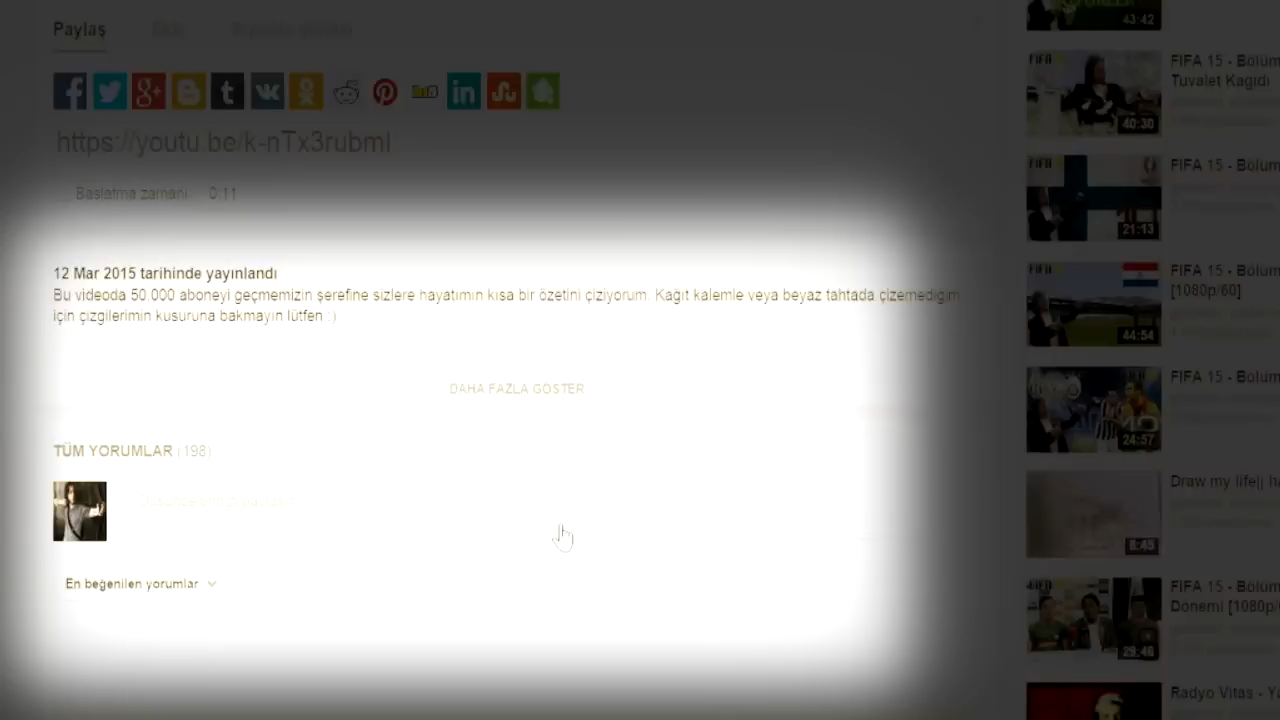 Paylaş
https://youtu.be/k-nTx3rubmI
Başlatma zamanı: 0:11
12 Mar 2015 tarihinde yayınlandı
Bu videoda 50.000 aboneyi geçmemizin şerefine sizlere hayatımın kısa bir özetini çiziyorum. Kağıt kalemle veya beyaz tahtada çizemediğim
için çizgilerimin kusuruna bakmayın lütfen :)
DAHA FAZLA GÖSTER
TÜM YORUMLAR (198)
En beğenilen yorumlar
43:42
FIFA 15 - Bölüm
Tuvalet Kağıdı
40:30
FIFA 15 - Bölüm
21:13
FIFA 15 - Bölüm
[1080p/60]
44:54
FIFA 15 - Bölüm
24:57
Draw my life||
8:45
FIFA 15 - Bölüm
Dönemi [1080p/
29:46
Radyo Vitas -